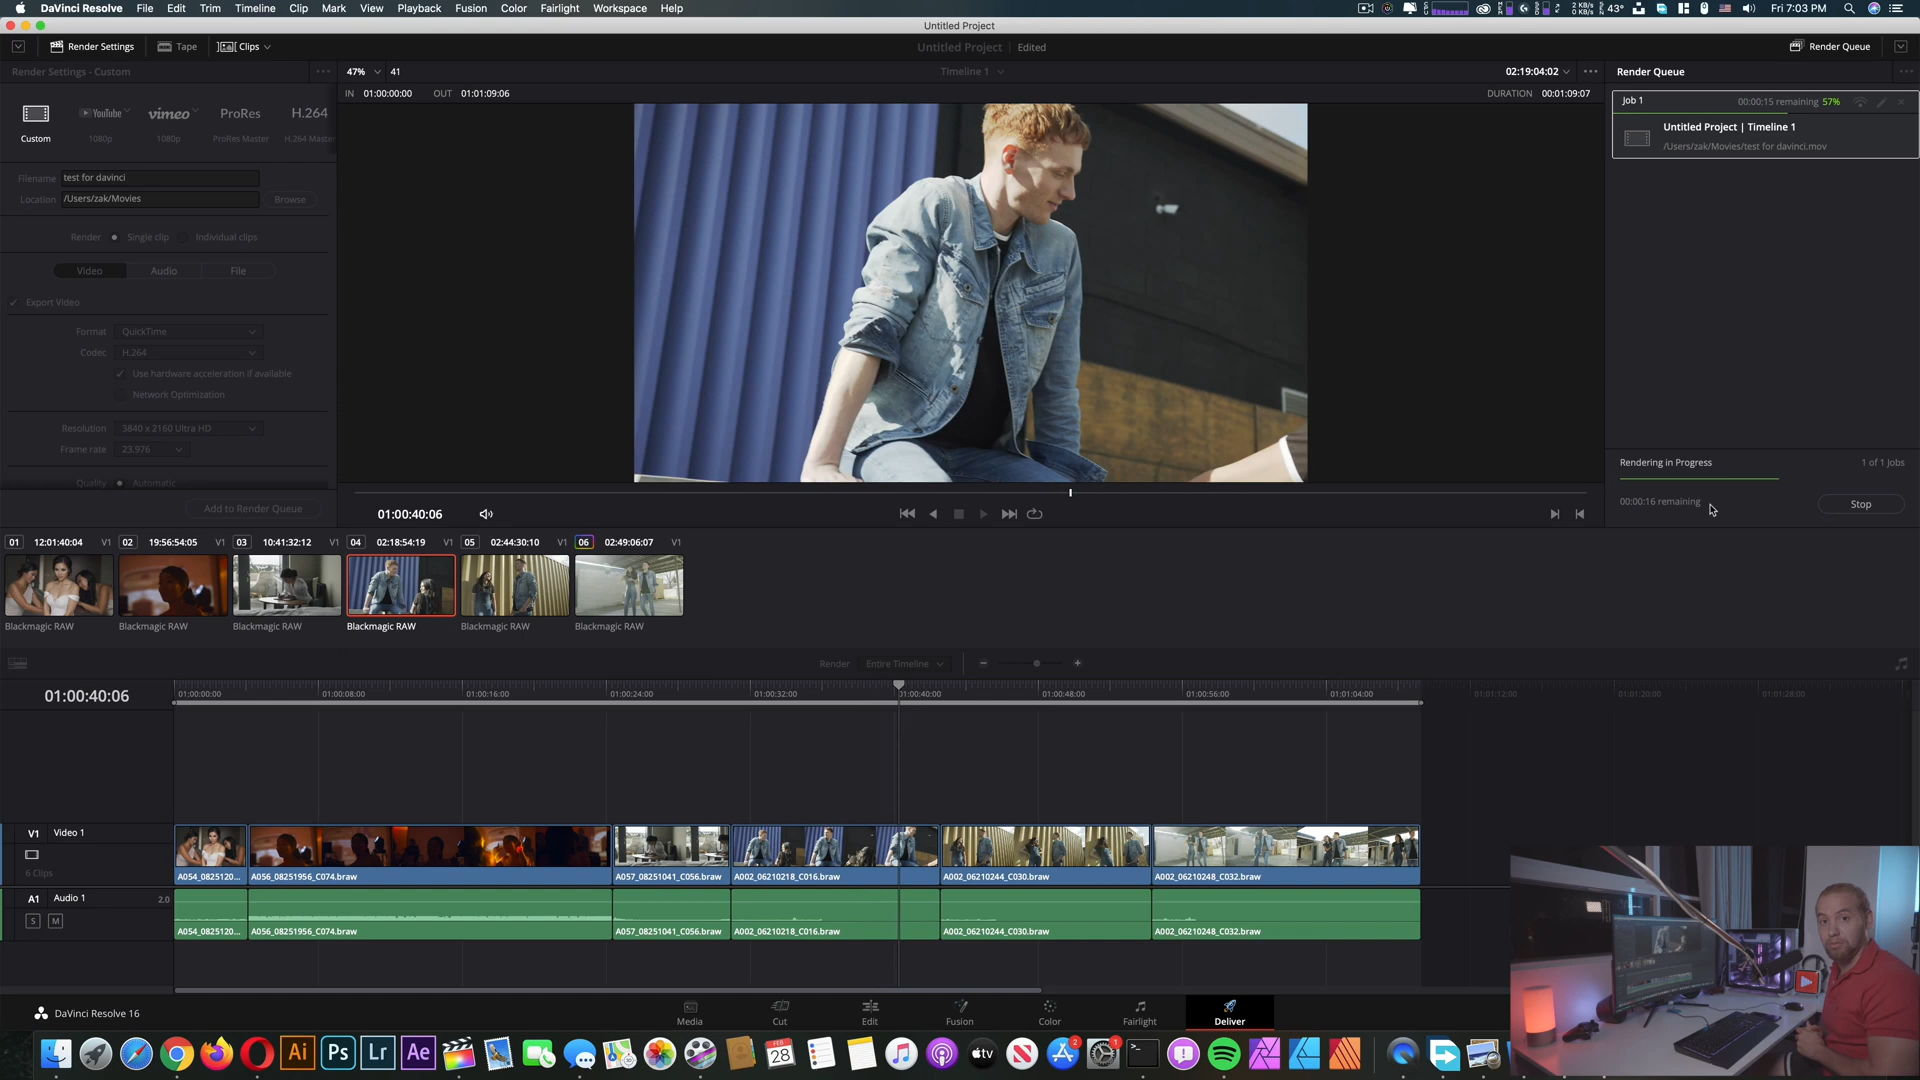 DaVinci Resolve File Edit Trim Timeline Clip Mark View Playback Fusion Color Fairlight Workspace Help
43° Fri 7:03 PM
Untitled Project
Render Settings Tape Clips Untitled Project Edited Render Queue
Render Settings - Custom 47% 41 Timeline 1 02:19:04:02 Render Queue
IN 01:00:00:00 OUT 01:01:09:06 DURATION 01:01:09:07
Job 1 00:00:15 remaining 57%
Untitled Project | Timeline 1
/Users/zak/Movies/test for davinci.mov
YouTube vimeo ProRes H.264
Custom 1080p 1080p ProRes Master H.264 Master
Filename test for davinci
Location /Users/zak/Movies Browse
Render Single clip Individual clips
Video Audio File
Export Video
Format QuickTime
Codec H.264
Use hardware acceleration if available
Network Optimization
Resolution 3840 x 2160 Ultra HD
Frame rate 23.976
Quality Automatic
Add to Render Queue
01:00:40:06
Rendering in Progress 1 of 1 Jobs
00:00:16 remaining Stop
01 12:01:40:04 V1 02 19:56:54:05 V1 03 10:41:32:12 V1 04 02:18:54:19 V1 05 02:44:30:10 V1 06 02:49:06:07 V1
Blackmagic RAW Blackmagic RAW Blackmagic RAW Blackmagic RAW Blackmagic RAW Blackmagic RAW
Render Entire Timeline
01:00:40:06 01:00:00:00 01:00:08:00 01:00:16:00 01:00:24:00 01:00:32:00 01:00:40:00 01:00:48:00 01:00:56:00 01:01:04:00 01:01:12:00 01:01:20:00 01:01:28:00
V1 Video 1
6 Clips
A054_0825120... A056_08251956_C074.braw A057_08251041_C056.braw A002_06210218_C016.braw A002_06210244_C030.braw A002_06210248_C032.braw
A1 Audio 1 2.0
S M
A054_0825120... A056_08251956_C074.braw A057_08251041_C056.braw A002_06210218_C016.braw A002_06210244_C030.braw A002_06210248_C032.braw
DaVinci Resolve 16 Media Cut Edit Fusion Color Fairlight Deliver
Ai Ps Lr Ae FEB 28 tv 2 1